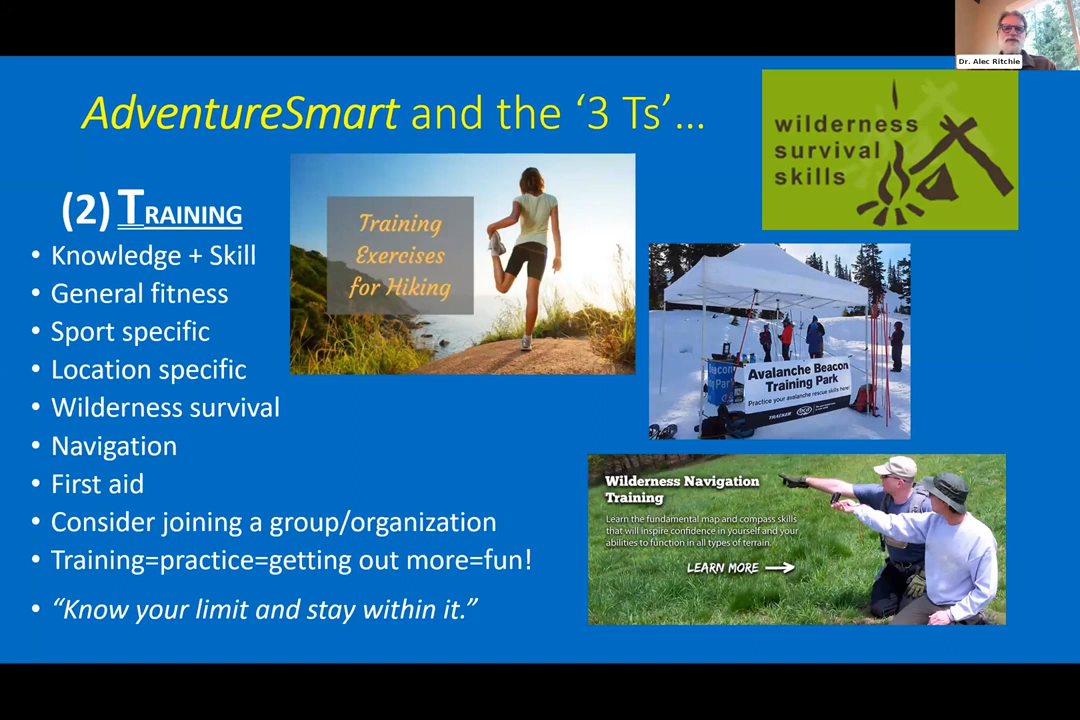 Dr. Alec Ritchie
AdventureSmart and the ‘3 Ts’…
wilderness
survival
skills
(2) TRAINING
• Knowledge + Skill
• General fitness
• Sport specific
• Location specific
• Wilderness survival
• Navigation
• First aid
• Consider joining a group/organization
• Training=practice=getting out more=fun!
• “Know your limit and stay within it.”
Training
Exercises
for Hiking
Avalanche Beacon
Training Park
Practice your avalanche rescue skills here!
TRACKER
BCA
Wilderness Navigation
Training
Learn the fundamental map and compass skills
that will inspire confidence in yourself and your
abilities to function in all types of terrain.
LEARN MORE